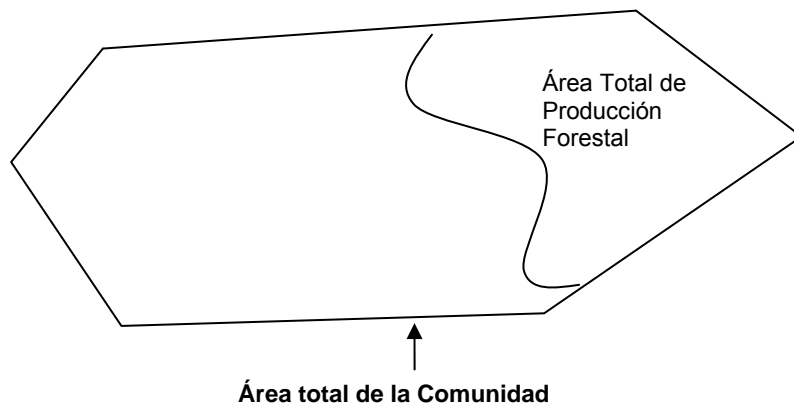 Área Total de
Producción
Forestal
Área total de la Comunidad